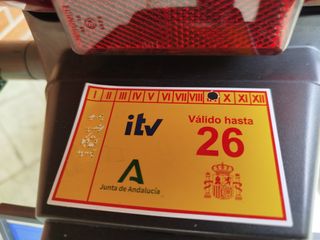 I II III IV V VI VII VIII X XI XII
itv
Válido hasta
26
Junta de Andalucía